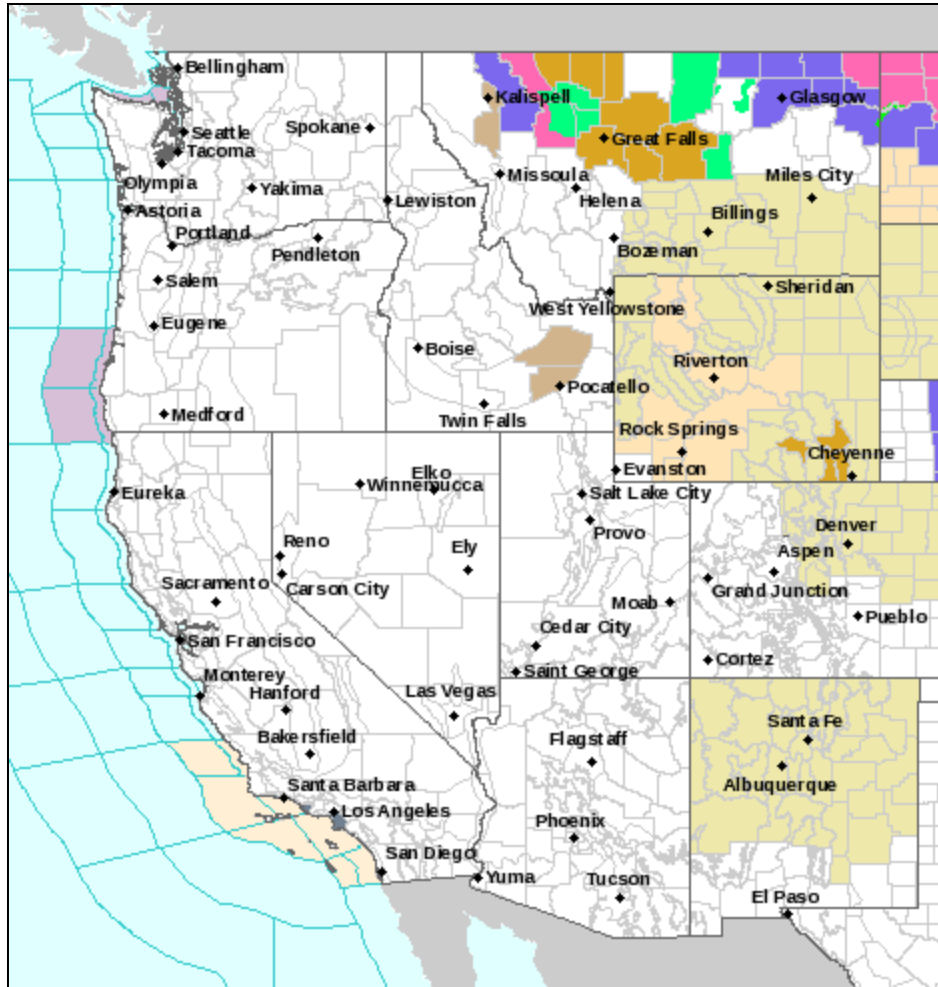 Bellingham
Kalispell
Glasgow
Seattle
Spokane
Great Falls
Tacoma
Olympia
Yakima
Missoula
Miles City
Lewiston
Helena
Astoria
Billings
Portland
Pendleton
Bozeman
Salem
Sheridan
West Yellowstone
Eugene
Boise
Riverton
Pocatello
Medford
Twin Falls
Rock Springs
Cheyenne
Elko
Evanston
Winnemucca
Eureka
Salt Lake City
Provo
Denver
Reno
Ely
Aspen
Sacramento
Carson City
Grand Junction
Moab
Pueblo
Cedar City
San Francisco
Cortez
Saint George
Monterey
Hanford
Las Vegas
Santa Fe
Bakersfield
Flagstaff
Albuquerque
Santa Barbara
Los Angeles
Phoenix
San Diego
Yuma
Tucson
El Paso